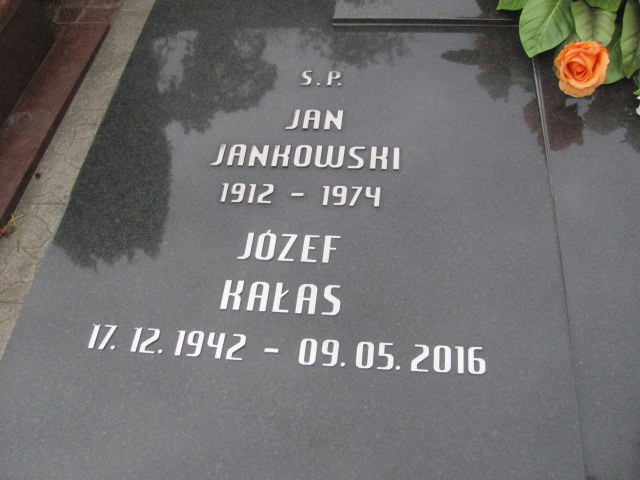 S.P.
JAN
JANKOWSKI
1912 - 1974
JÓZEF
KAŁAS
17.12.1942 - 09.05.2016